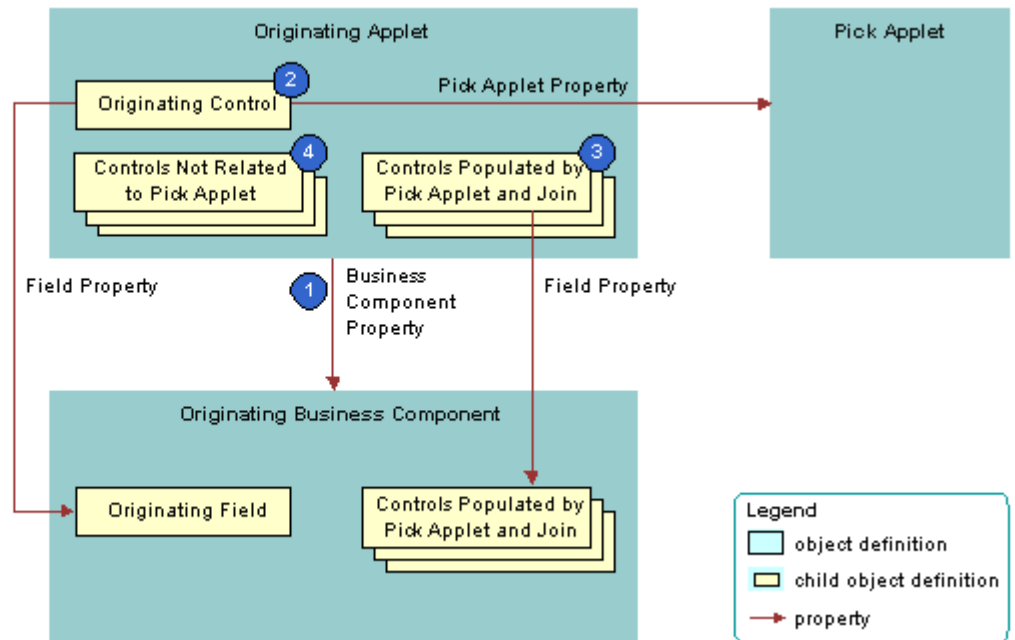 Originating Applet
Pick Applet
2
Originating Control
Pick Applet Property
4
Controls Not Related
to Pick Applet
3
Controls Populated by
Pick Applet and Join
Field Property
1
Business
Component
Property
Field Property
Originating Business Component
Originating Field
Controls Populated by
Pick Applet and Join
Legend
object definition
child object definition
property